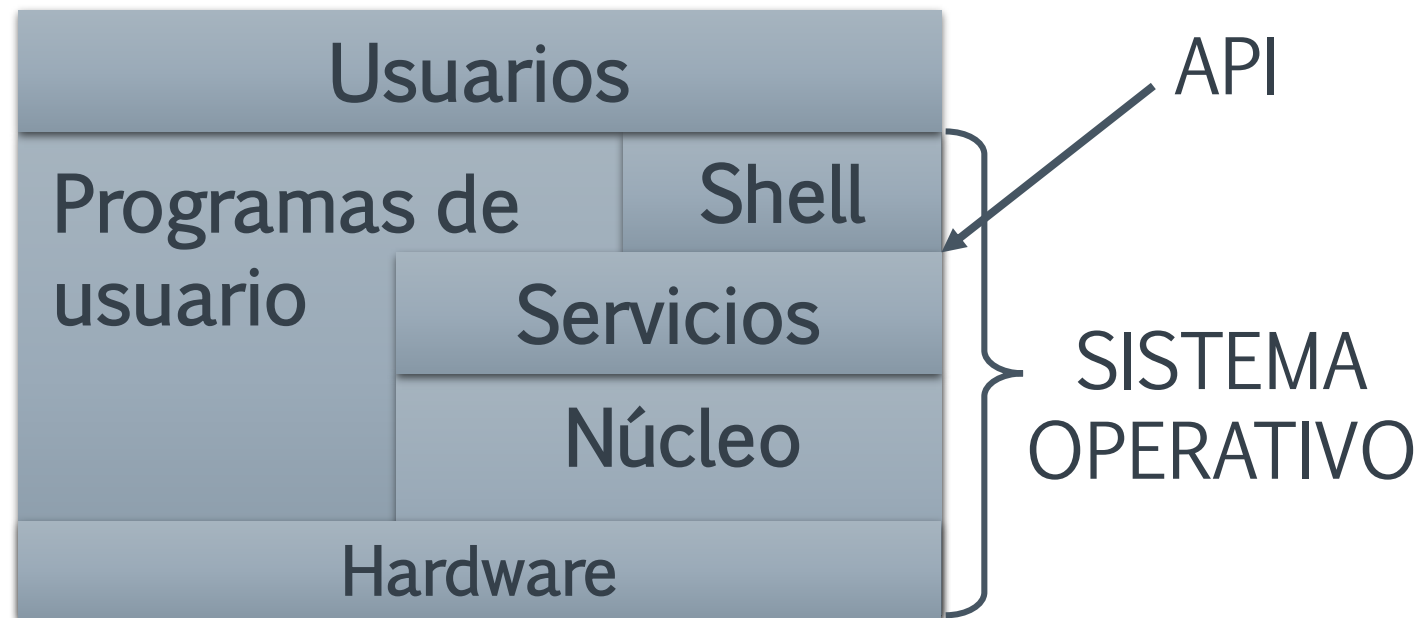 Usuarios
API
Programas de
usuario
Shell
Servicios
Núcleo
Hardware
SISTEMA
OPERATIVO